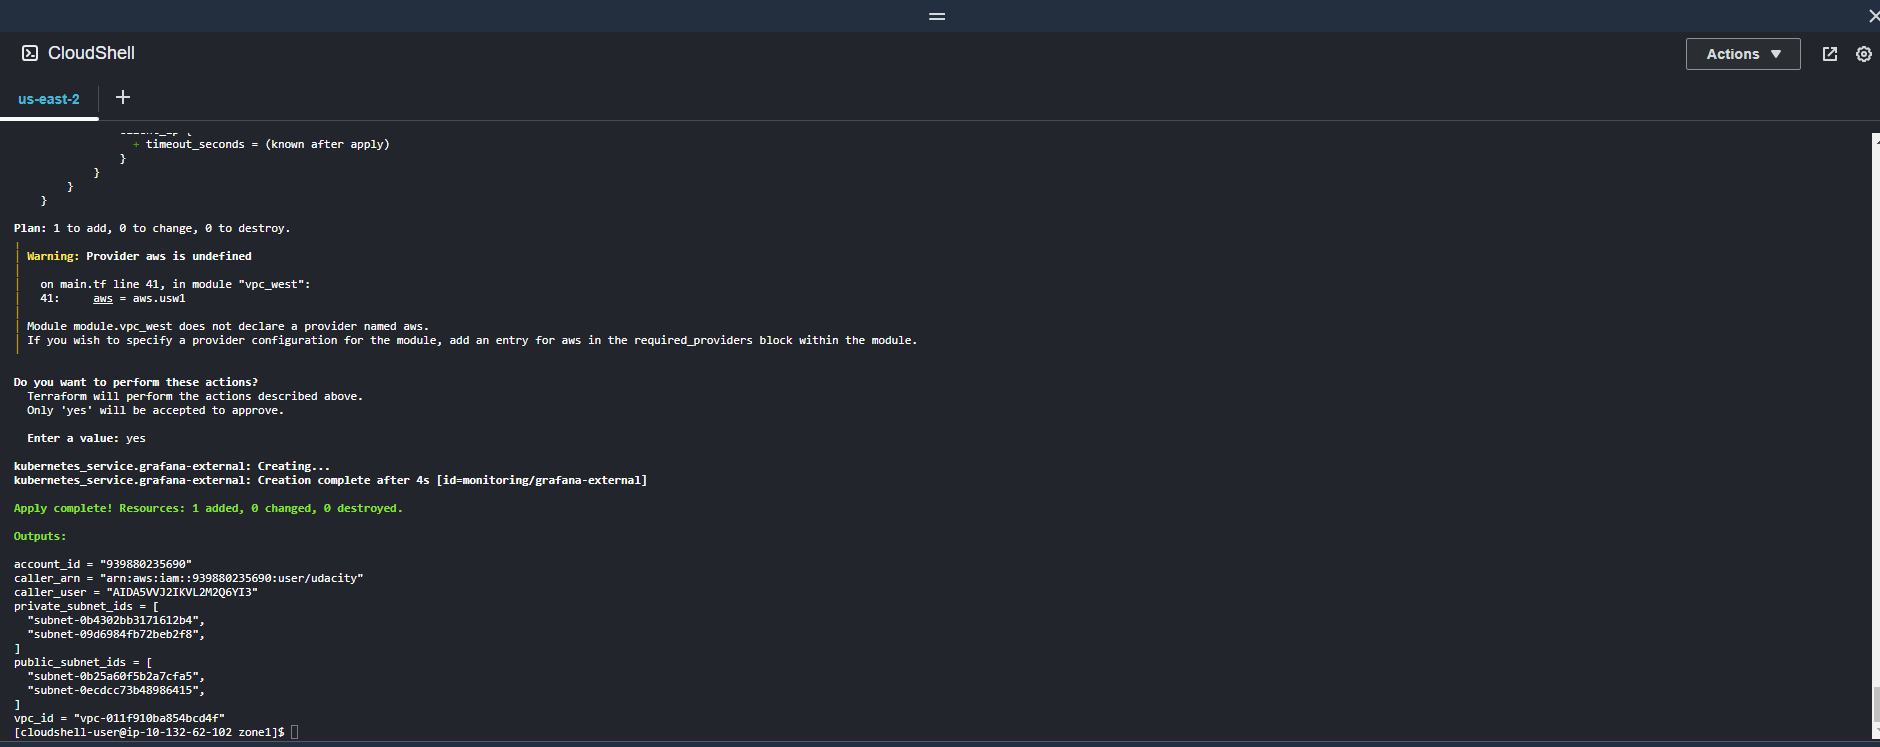 CloudShell
Actions ▼
us-east-2
+
+ timeout_seconds = (known after apply)
}
}
}
}
Plan: 1 to add, 0 to change, 0 to destroy.
Warning: Provider aws is undefined
on main.tf line 41, in module "vpc_west":
41:     aws = aws.usw1
Module module.vpc_west does not declare a provider named aws.
If you wish to specify a provider configuration for the module, add an entry for aws in the required_providers block within the module.
Do you want to perform these actions?
Terraform will perform the actions described above.
Only 'yes' will be accepted to approve.
Enter a value: yes
kubernetes_service.grafana-external: Creating...
kubernetes_service.grafana-external: Creation complete after 4s [id=monitoring/grafana-external]
Apply complete! Resources: 1 added, 0 changed, 0 destroyed.
Outputs:
account_id = "939880235690"
caller_arn = "arn:aws:iam::939880235690:user/udacity"
caller_user = "AIDA5VVJ2IKVL2M2Q6YI3"
private_subnet_ids = [
"subnet-0b4302bb3171612b4",
"subnet-09d6984fb72beb2f8",
]
public_subnet_ids = [
"subnet-0b25a60f5b2a7cfa5",
"subnet-0ecdcc73b48986415",
]
vpc_id = "vpc-011f910ba854bcd4f"
[cloudshell-user@ip-10-132-62-102 zone1]$